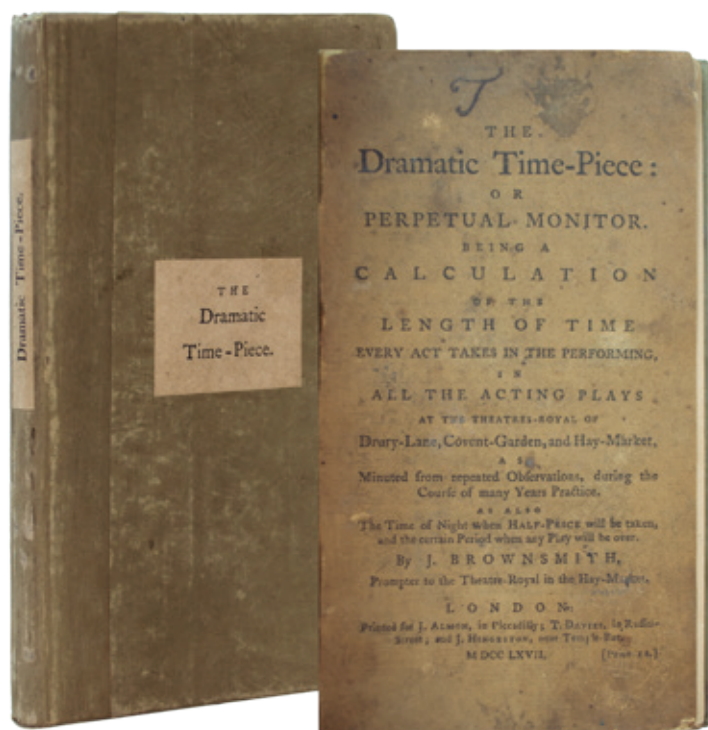 Dramatic Time-Piece.
THE
Dramatic
Time-Piece.
T
THE
Dramatic Time-Piece:
OR
PERPETUAL MONITOR.
BEING A
CALCULATION
OF THE
LENGTH OF TIME
EVERY ACT TAKES IN THE PERFORMING,
IN
ALL THE ACTING PLAYS
AT THE THEATRES-ROYAL OF
Drury-Lane, Covent-Garden, and Hay-Market,
AS
Minuted from repeated Observations, during the
Course of many Years Practice.
AS ALSO
The Time of Night when HALF-PRICE will be taken,
and the certain Period when any Play will be over.
By J. BROWNSMITH,
Prompter to the Theatre-Royal in the Hay-Market.
LONDON:
Printed for J. ALMON, in Piccadilly; T. DAVIES, in Russel-
Street; and J. HINGESTON, near Temple-Bar.
M DCC LXVII.